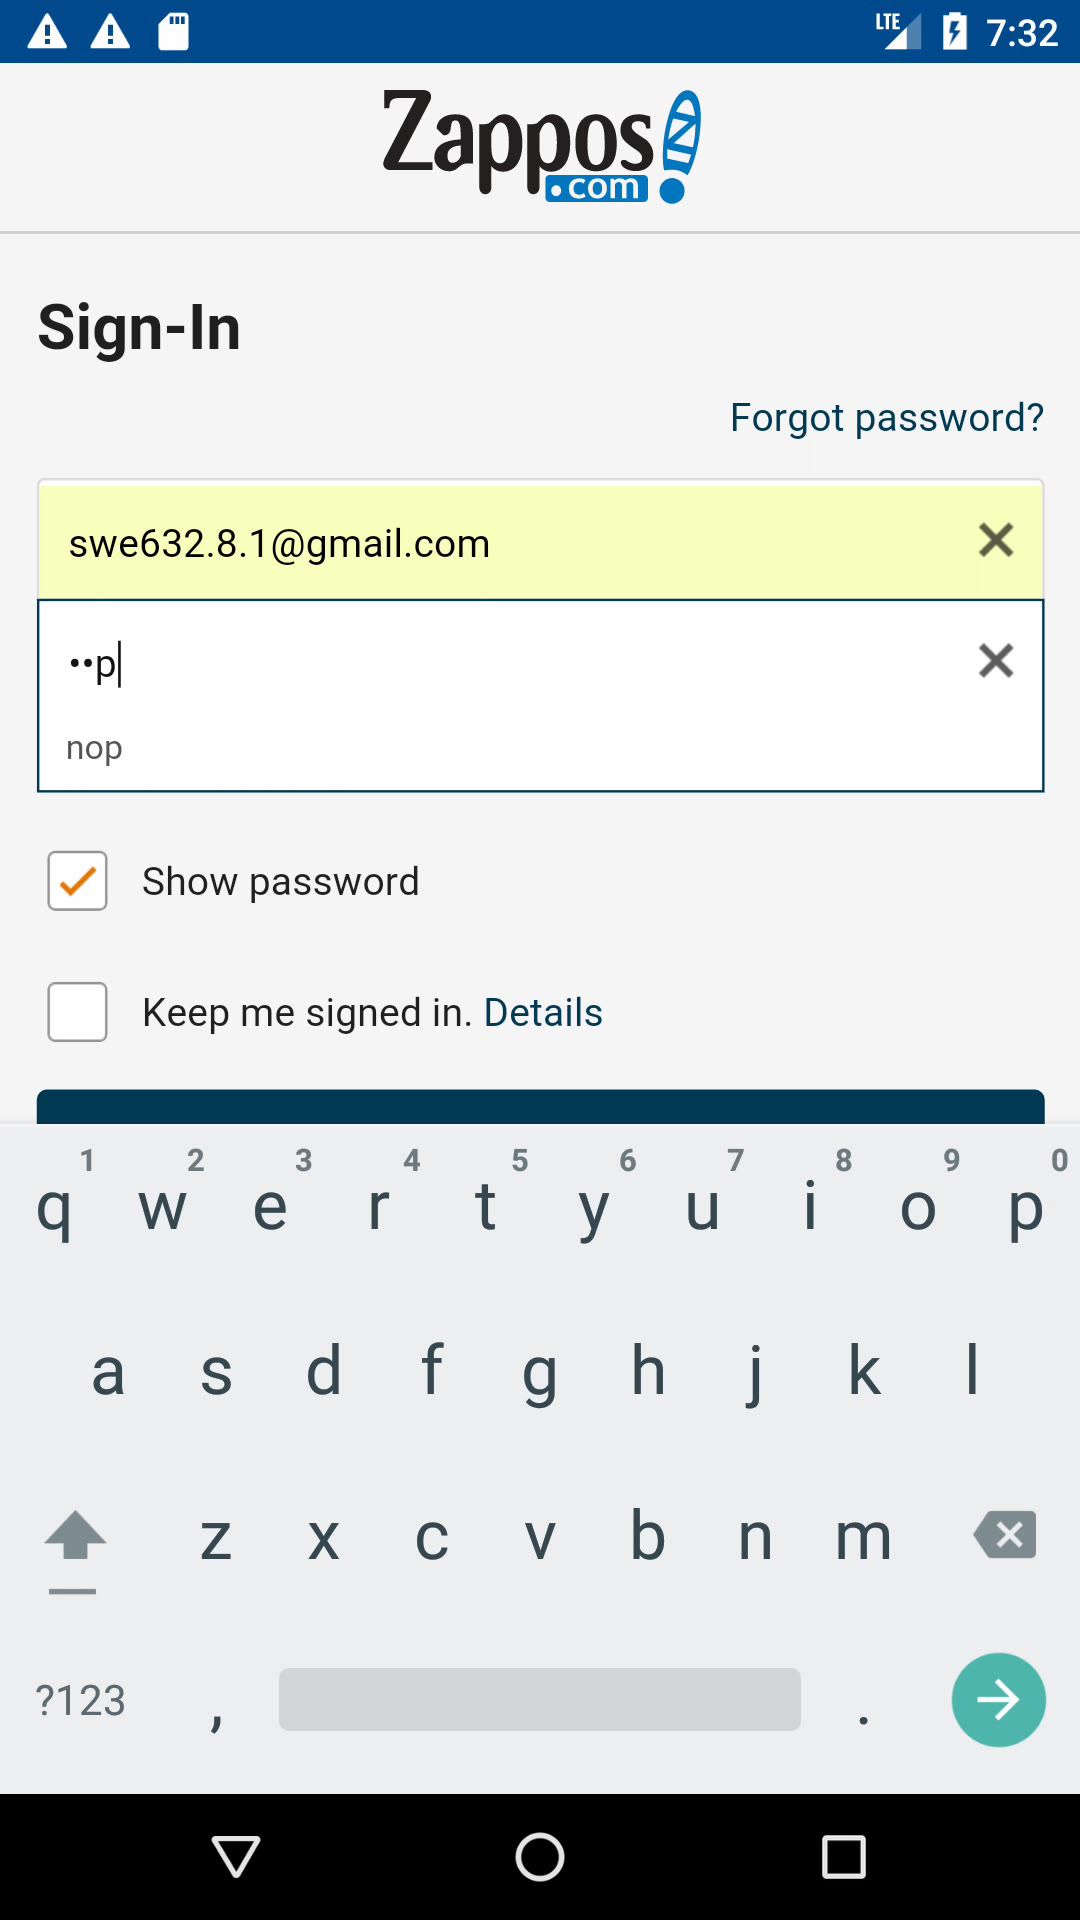 LTE 7:32
Zappos
.com
Sign-In
Forgot password?
swe632.8.1@gmail.com
••p
nop
Show password
Keep me signed in. Details
1 2 3 4 5 6 7 8 9 0
q w e r t y u i o p
a s d f g h j k l
z x c v b n m
?123 , .